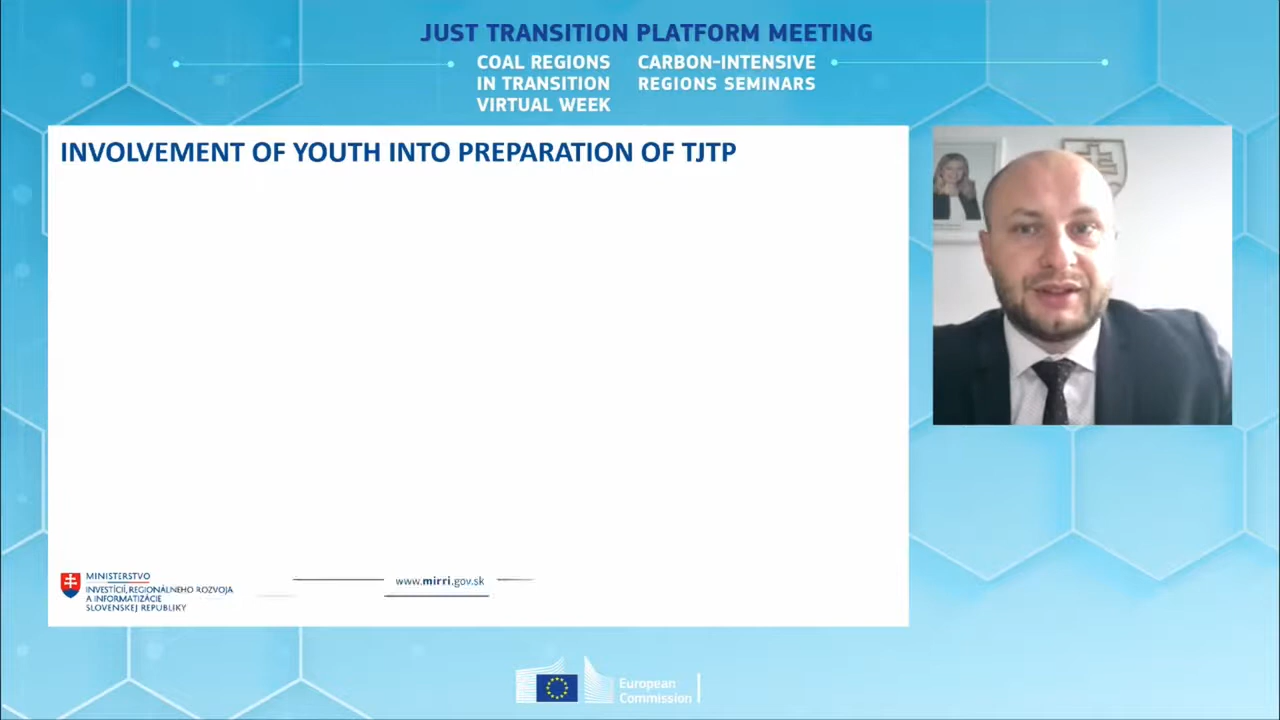 JUST TRANSITION PLATFORM MEETING
COAL REGIONS
IN TRANSITION
VIRTUAL WEEK
CARBON-INTENSIVE
REGIONS SEMINARS
INVOLVEMENT OF YOUTH INTO PREPARATION OF TJTP
MINISTERSTVO
INVESTÍCIÍ, REGIONÁLNEHO ROZVOJA
A INFORMATIZÁCIE
SLOVENSKEJ REPUBLIKY
www.mirri.gov.sk
European
Commission